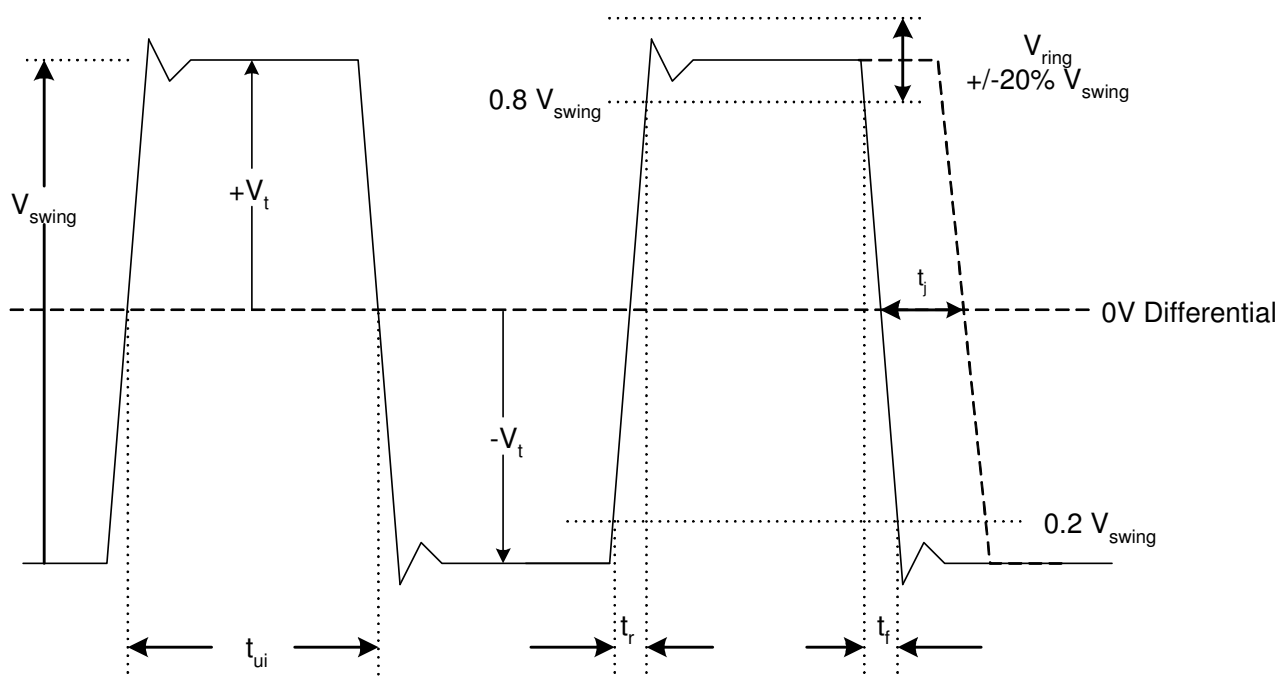 V_ring
+/-20% V_swing
0.8 V_swing
V_swing
+V_t
t_j
0V Differential
-V_t
0.2 V_swing
t_ui
t_r
t_f